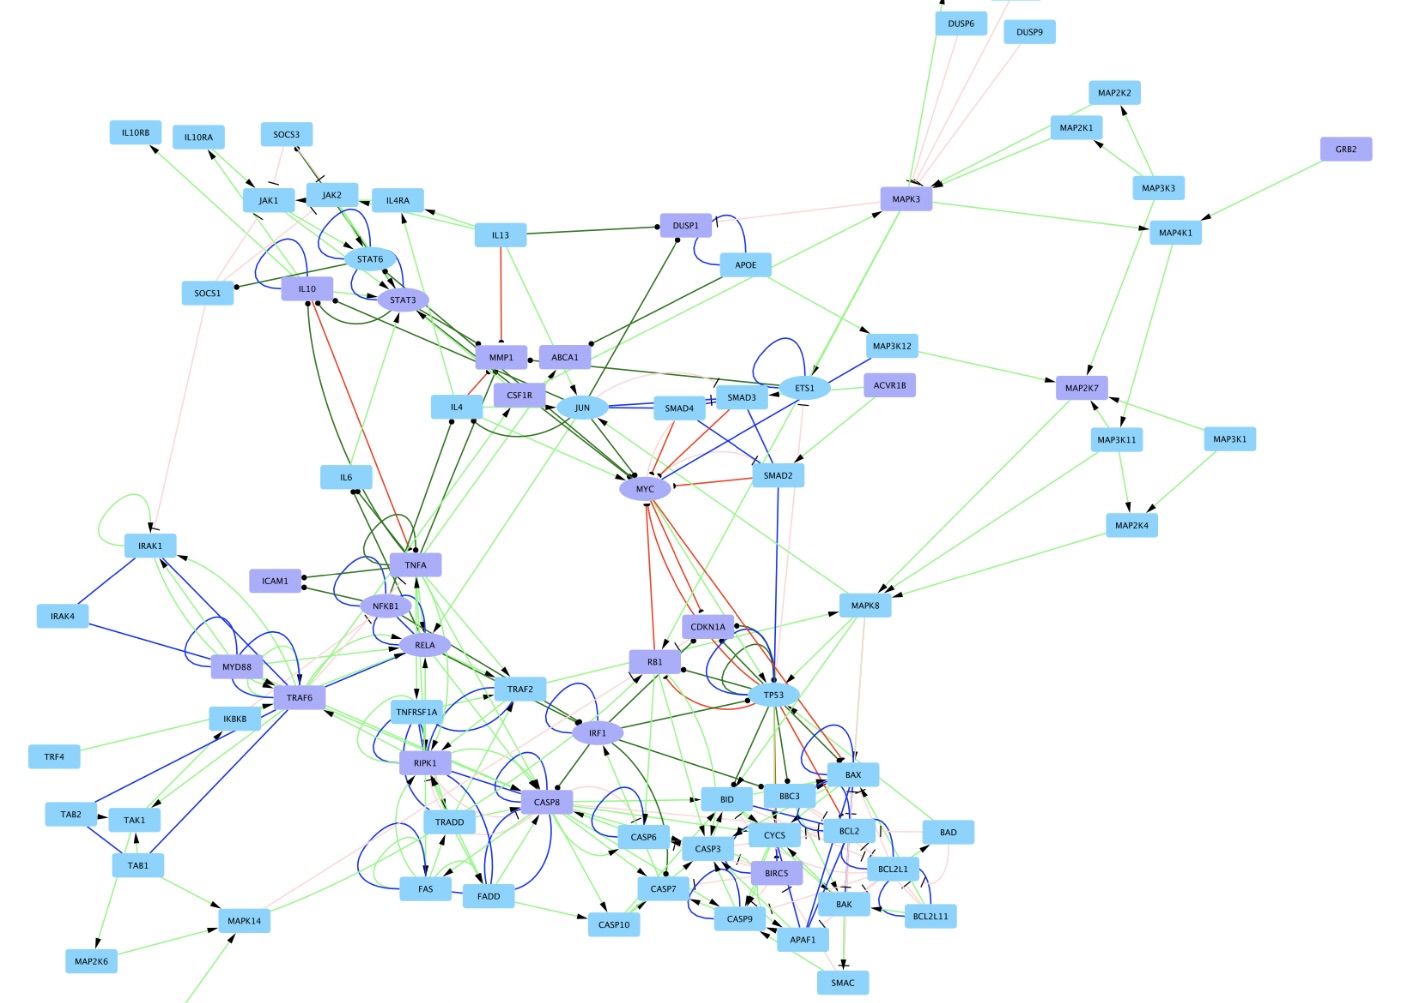 DUSP6
DUSP9
MAP2K2
MAP2K1
IL10RB
IL10RA
SOCS3
GRB2
MAP3K3
JAK1
JAK2
IL4RA
MAPK3
DUSP1
IL13
MAP4K1
STAT6
APOE
SOCS1
IL10
STAT3
MAP3K12
MMP1
ABCA1
ETS1
ACVR1B
MAP2K7
CSF1R
SMAD3
IL4
JUN
SMAD4
MAP3K11
MAP3K1
IL6
SMAD2
MYC
MAP2K4
IRAK1
TNFA
ICAM1
NFKB1
MAPK8
IRAK4
CDKN1A
RELA
RB1
MYD88
TRAF2
TRAF6
TP53
TNFRSF1A
IKBKB
IRF1
TRF4
RIPK1
BAX
BBC3
BID
CASP8
TAB2
TAK1
TRADD
BCL2
BAD
CASP6
CYCS
CASP3
TAB1
BCL2L1
BIRC5
FAS
FADD
CASP7
BAK
BCL2L11
MAPK14
CASP10
CASP9
APAF1
MAP2K6
SMAC